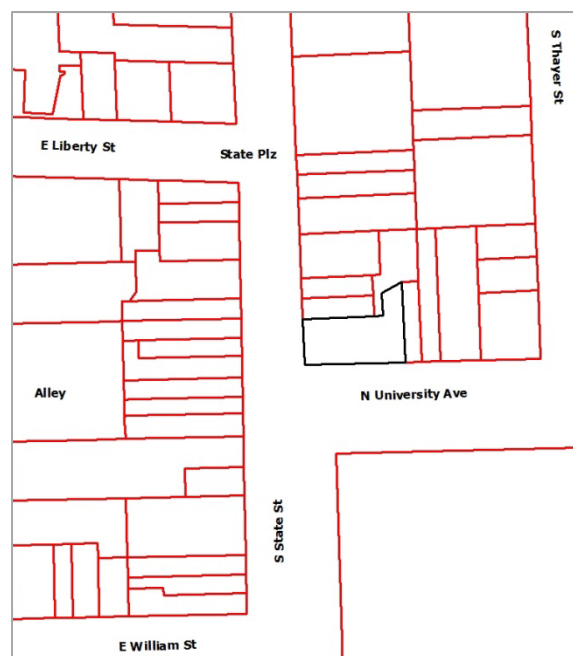 S Thayer St
E Liberty St
State Plz
Alley
N University Ave
S State St
E William St